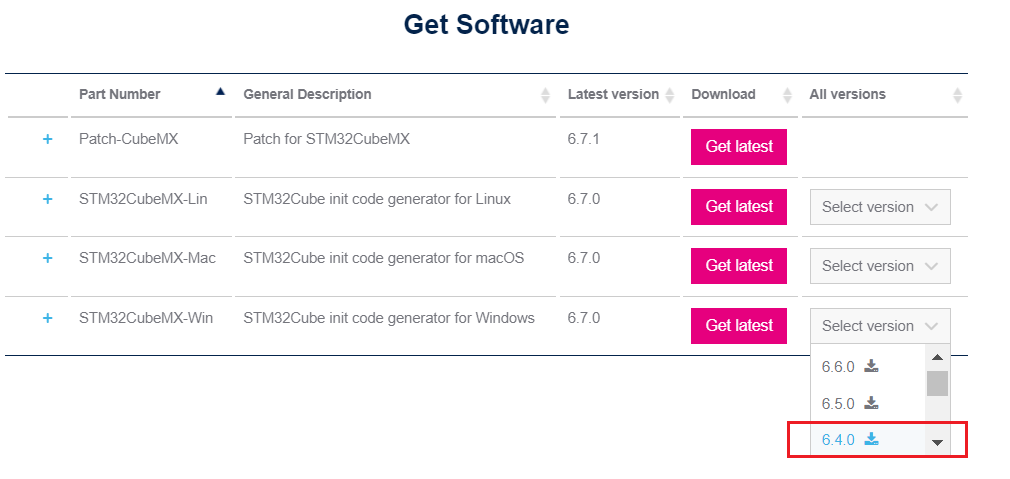 Get Software
Part Number General Description Latest version Download All versions
+ Patch-CubeMX Patch for STM32CubeMX 6.7.1 Get latest
+ STM32CubeMX-Lin STM32Cube init code generator for Linux 6.7.0 Get latest Select version
+ STM32CubeMX-Mac STM32Cube init code generator for macOS 6.7.0 Get latest Select version
+ STM32CubeMX-Win STM32Cube init code generator for Windows 6.7.0 Get latest Select version
6.6.0
6.5.0
6.4.0